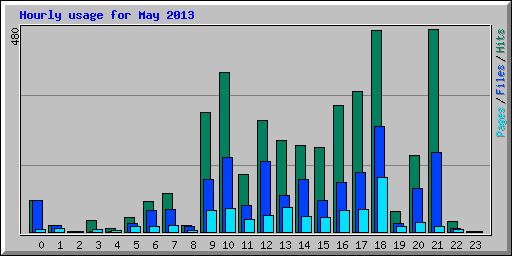 Hourly usage for May 2013
480
Pages/Files/Hits
0 1 2 3 4 5 6 7 8 9 10 11 12 13 14 15 16 17 18 19 20 21 22 23